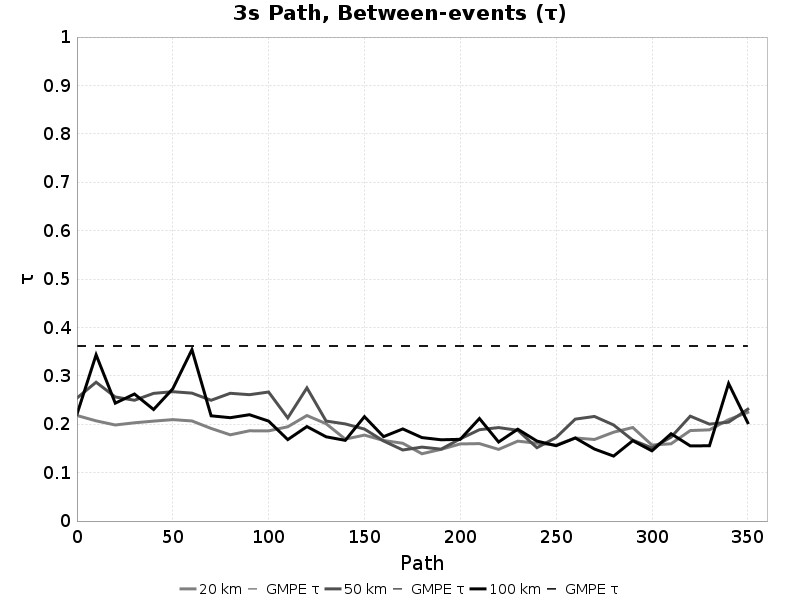 3s Path, Between-events (τ)
1
0.9
0.8
0.7
0.6
0.5
0.4
0.3
0.2
0.1
0
τ
0 50 100 150 200 250 300 350
Path
20 km GMPE τ 50 km GMPE τ 100 km GMPE τ